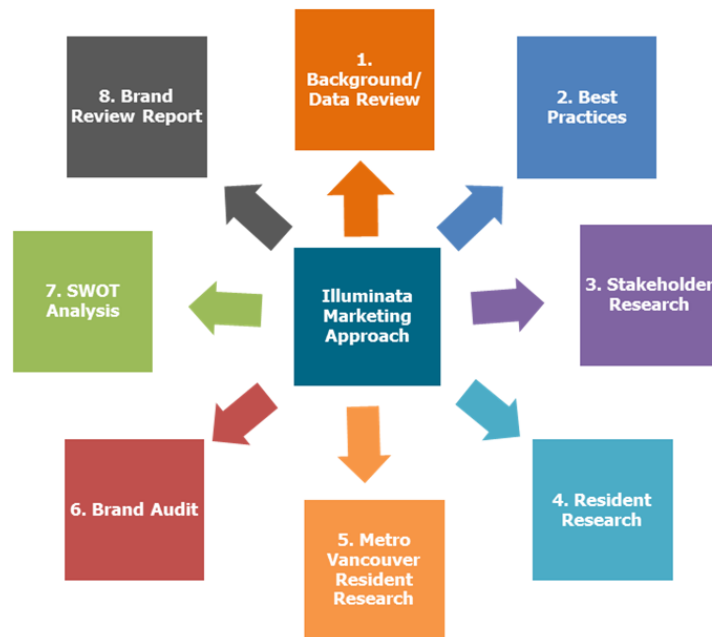 1.
Background/
Data Review
2. Best
Practices
3. Stakeholder
Research
4. Resident
Research
5. Metro
Vancouver
Resident
Research
6. Brand Audit
7. SWOT
Analysis
8. Brand
Review Report
Illuminata
Marketing
Approach